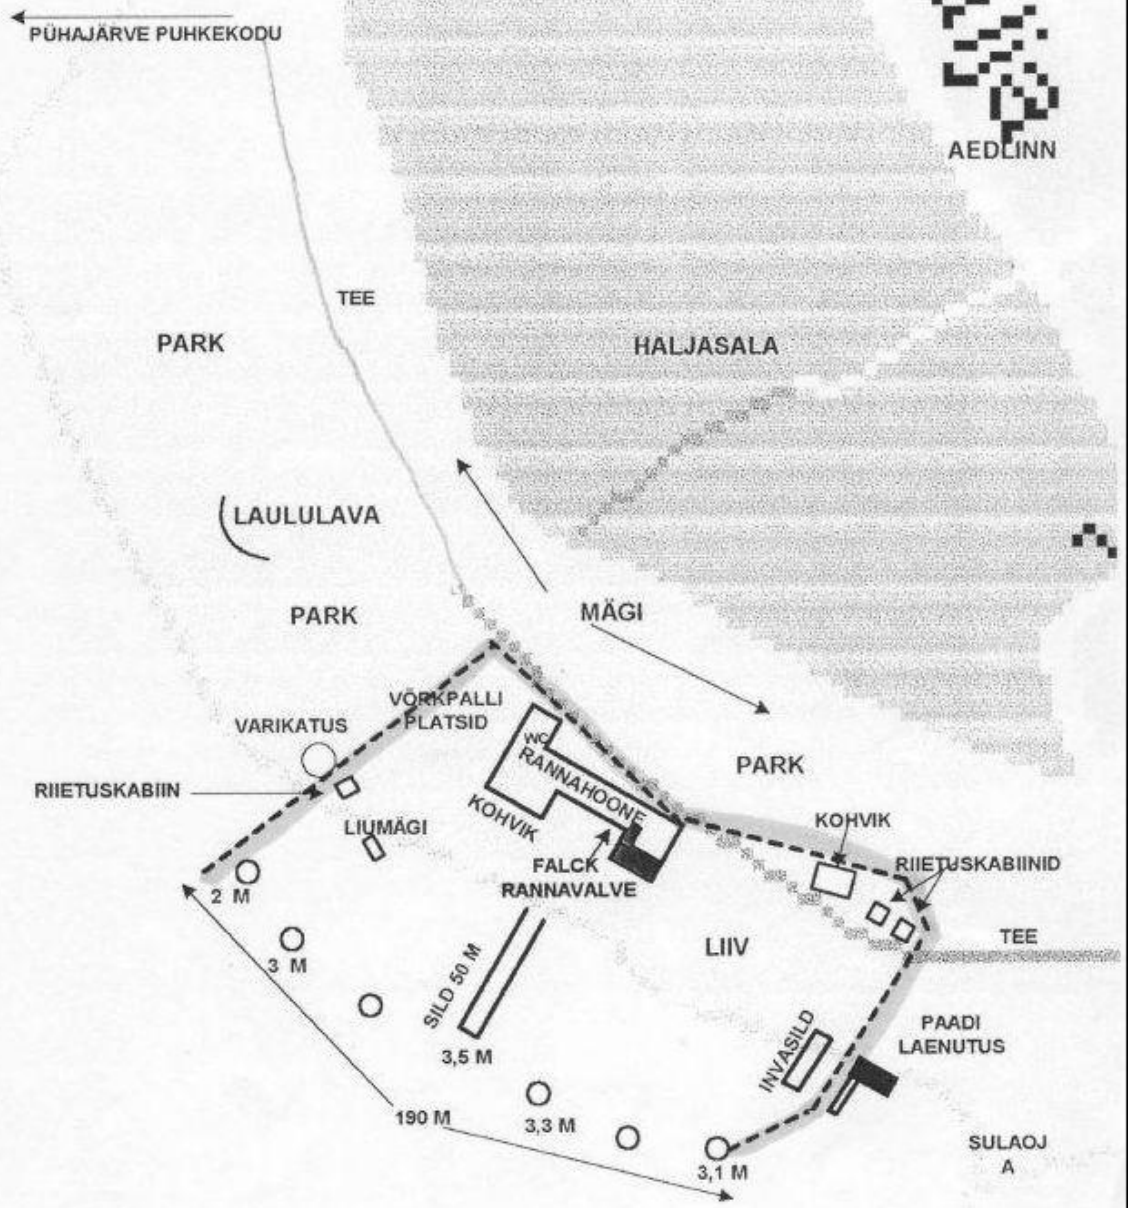 PÜHAJÄRVE PUHKEKODU
AEDLINN
TEE
PARK
HALJASALA
LAULULAVA
PARK
MÄGI
VÕRKPALLI
PLATSID
VARIKATUS
WC
RANNAHOONE
PARK
RIIETUSKABIIN
KOHVIK
LIUMÄGI
KOHVIK
FALCK
RANNAVALVE
RIIETUSKABIINID
2 M
LIIV
TEE
3 M
SILD 50 M
PAADI
LAENUTUS
INVASILD
3,5 M
190 M
3,3 M
SULAOJ
A
3,1 M